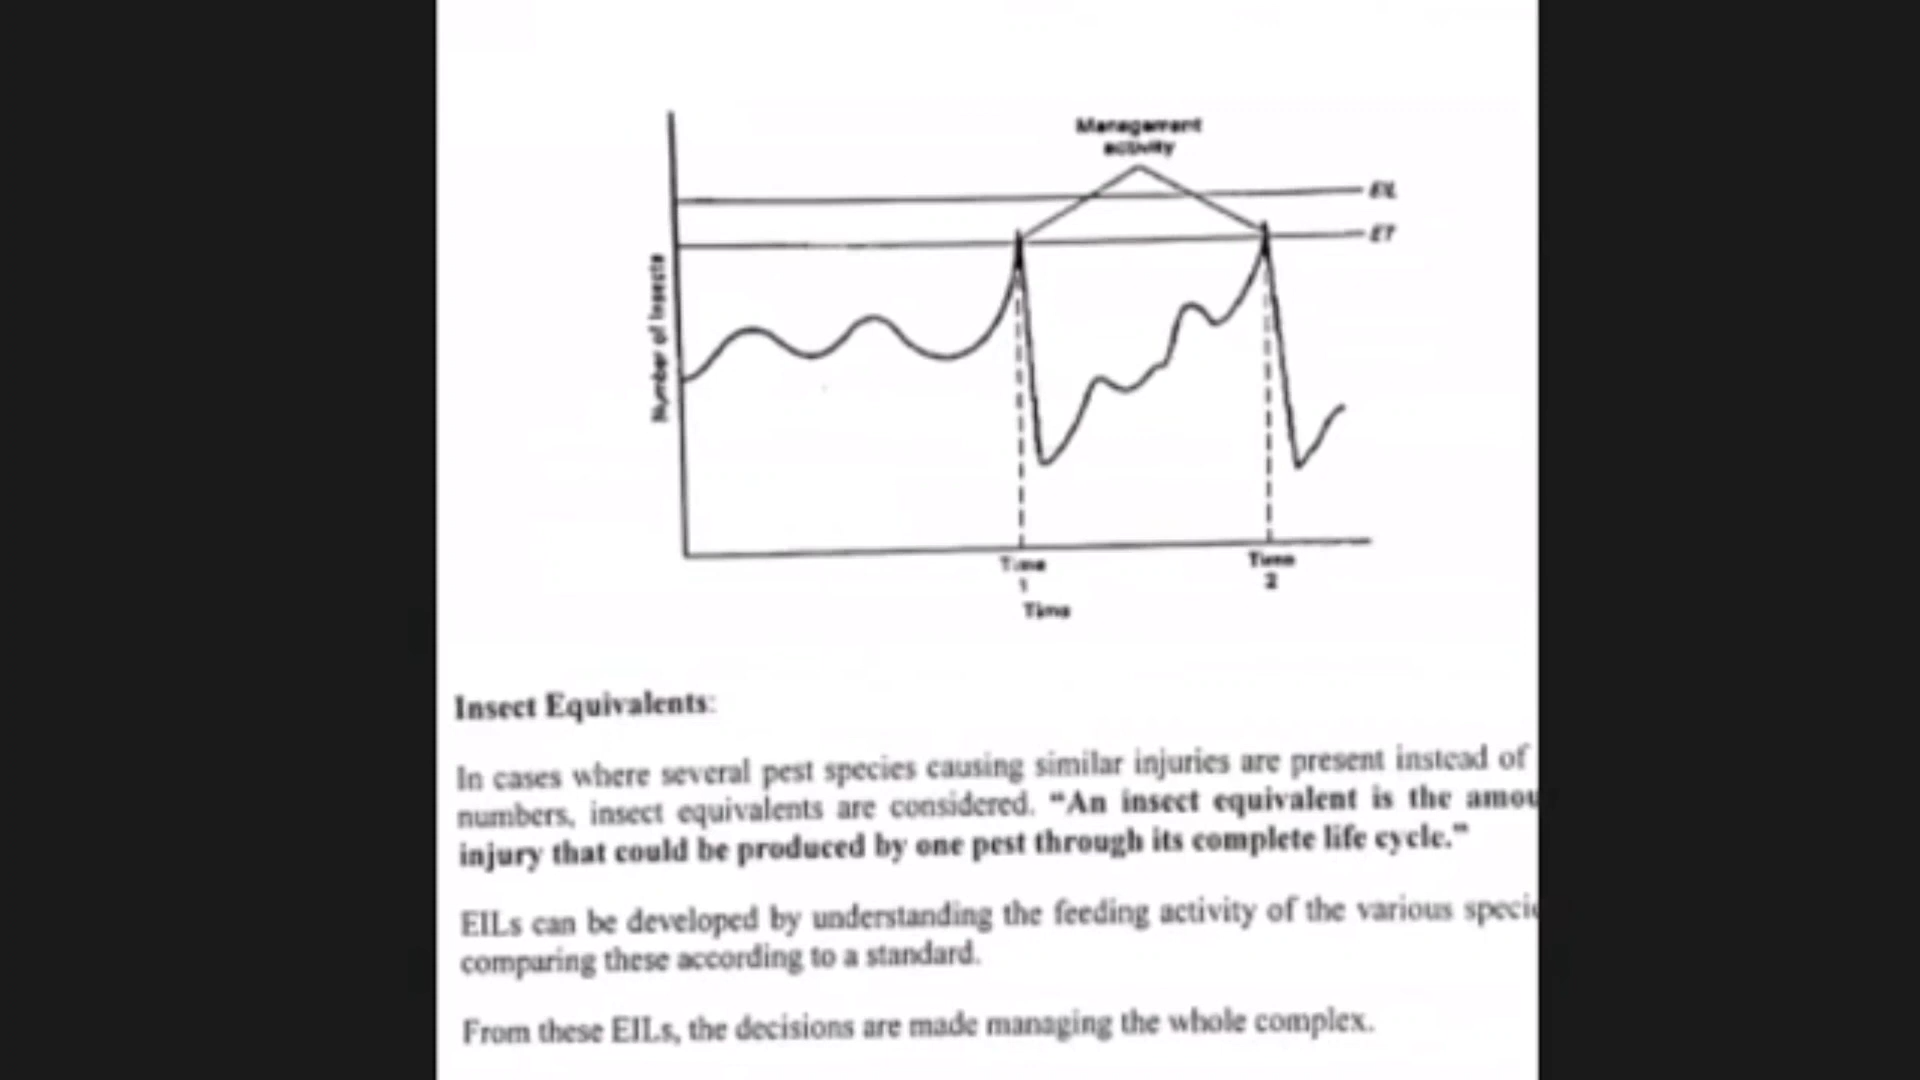 Management
activity
EIL
ET
Number of Insects
Time
Time
1
2
Time
Insect Equivalents:
In cases where several pest species causing similar injuries are present instead of
numbers, insect equivalents are considered. “An insect equivalent is the amou
injury that could be produced by one pest through its complete life cycle.”
EILs can be developed by understanding the feeding activity of the various speci
comparing these according to a standard.
From these EILs, the decisions are made managing the whole complex.